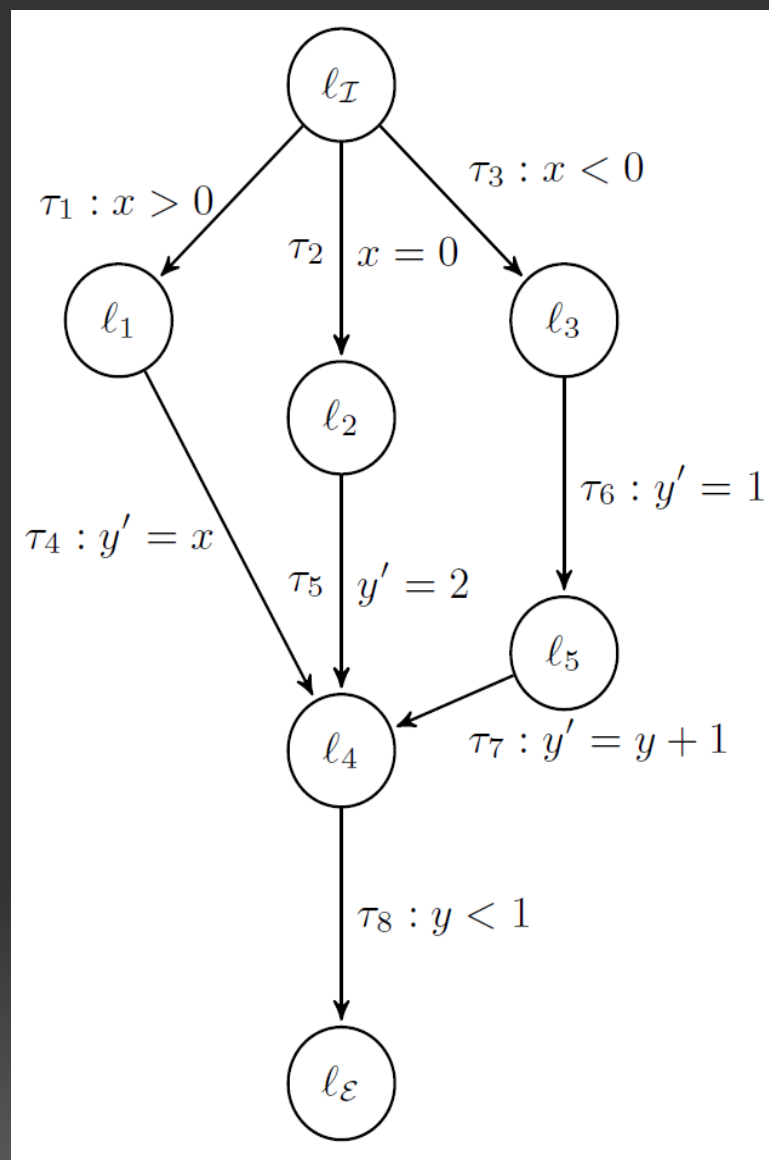 ℓ_I
τ₃ : x < 0
τ₁ : x > 0
τ₂ x = 0
ℓ₁
ℓ₃
ℓ₂
τ₆ : y′ = 1
τ₄ : y′ = x
τ₅ y′ = 2
ℓ₅
τ₇ : y′ = y + 1
ℓ₄
τ₈ : y < 1
ℓ_ℰ